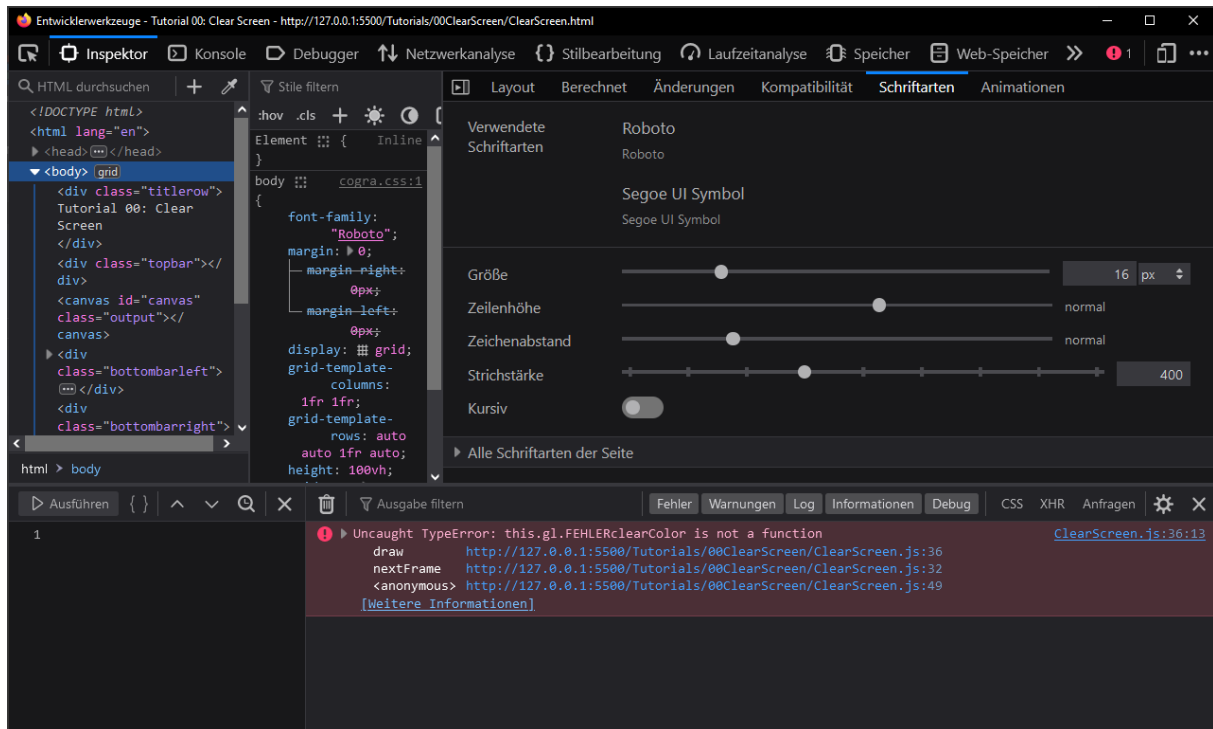 Entwicklerwerkzeuge - Tutorial 00: Clear Screen - http://127.0.0.1:5500/Tutorials/00ClearScreen/ClearScreen.html
Inspektor Konsole Debugger Netzwerkanalyse Stilbearbeitung Laufzeitanalyse Speicher Web-Speicher 1
HTML durchsuchen
<!DOCTYPE html>
<html lang="en">
<head> </head>
<body> grid
<div class="titlerow">
Tutorial 00: Clear
Screen
</div>
<div class="topbar"></
div>
<canvas id="canvas"
class="output"></
canvas>
<div
class="bottombarleft">
</div>
<div
class="bottombarright">
html > body
Stile filtern
:hov .cls
Element { Inline
}
body cogra.css:1
{
font-family:
"Roboto";
margin: 0;
margin-right:
0px;
margin-left:
0px;
display: grid;
grid-template-
columns:
1fr 1fr;
grid-template-
rows: auto
auto 1fr auto;
height: 100vh;
Layout Berechnet Änderungen Kompatibilität Schriftarten Animationen
Verwendete
Schriftarten
Roboto
Roboto
Segoe UI Symbol
Segoe UI Symbol
Größe 16 px
Zeilenhöhe normal
Zeichenabstand normal
Strichstärke 400
Kursiv
Alle Schriftarten der Seite
Ausführen { }
1
Ausgabe filtern Fehler Warnungen Log Informationen Debug CSS XHR Anfragen
Uncaught TypeError: this.gl.FEHLERclearColor is not a function ClearScreen.js:36:13
draw http://127.0.0.1:5500/Tutorials/00ClearScreen/ClearScreen.js:36
nextFrame http://127.0.0.1:5500/Tutorials/00ClearScreen/ClearScreen.js:32
<anonymous> http://127.0.0.1:5500/Tutorials/00ClearScreen/ClearScreen.js:49
[Weitere Informationen]